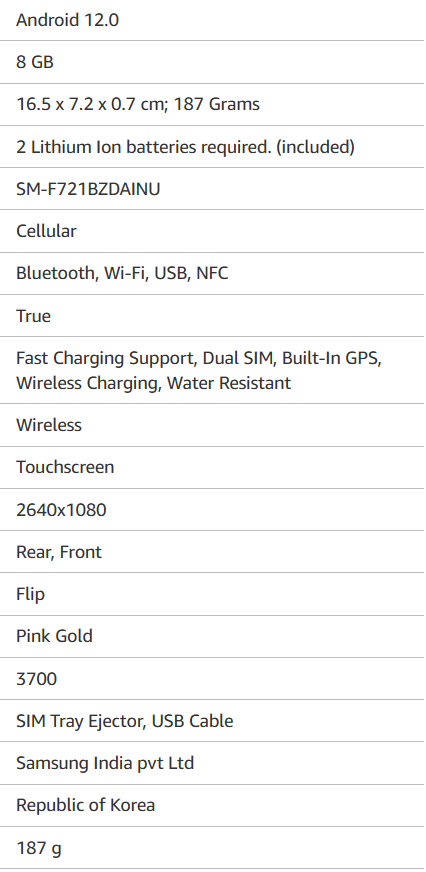 Android 12.0
8 GB
16.5 x 7.2 x 0.7 cm; 187 Grams
2 Lithium Ion batteries required. (included)
SM-F721BZDAINU
Cellular
Bluetooth, Wi-Fi, USB, NFC
True
Fast Charging Support, Dual SIM, Built-In GPS,
Wireless Charging, Water Resistant
Wireless
Touchscreen
2640x1080
Rear, Front
Flip
Pink Gold
3700
SIM Tray Ejector, USB Cable
Samsung India pvt Ltd
Republic of Korea
187 g